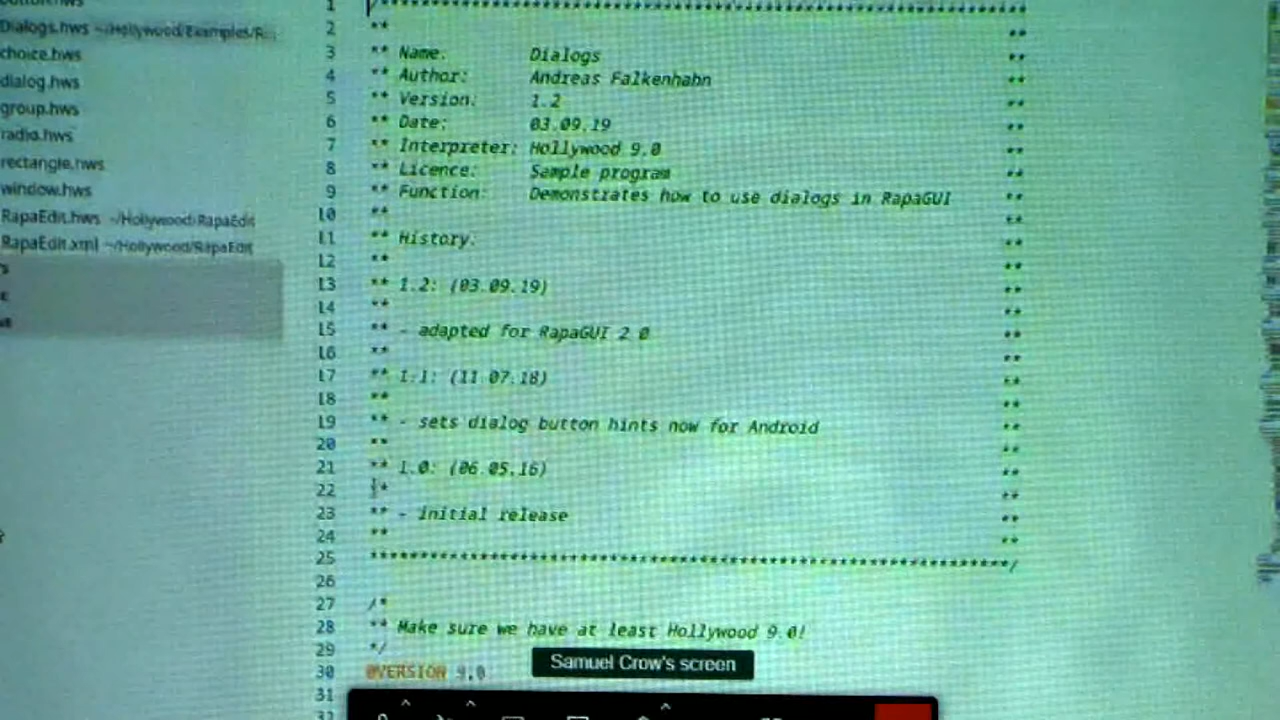 Dialogs.hws ~/Hollywood/Examples/R...
choice.hws
dialog.hws
group.hws
radio.hws
rectangle.hws
window.hws
RapaEdit.hws ~/Hollywood/RapaEdit
RapaEdit.xml ~/Hollywood/RapaEdit
1 /******************************************************************
2 ** **
3 ** Name: Dialogs **
4 ** Author: Andreas Falkenhahn **
5 ** Version: 1.2 **
6 ** Date: 03.09.19 **
7 ** Interpreter: Hollywood 9.0 **
8 ** Licence: Sample program **
9 ** Function: Demonstrates how to use dialogs in RapaGUI **
10 ** **
11 ** History: **
12 ** **
13 ** 1.2: (03.09.19) **
14 ** **
15 ** - adapted for RapaGUI 2.0 **
16 ** **
17 ** 1.1: (11.07.18) **
18 ** **
19 ** - sets dialog button hints now for Android **
20 ** **
21 ** 1.0: (06.05.16) **
22 ** **
23 ** - initial release **
24 ** **
25 ******************************************************************/
26
27 /*
28 ** Make sure we have at least Hollywood 9.0!
29 */
30 @VERSION 9.0
31
Samuel Crow's screen